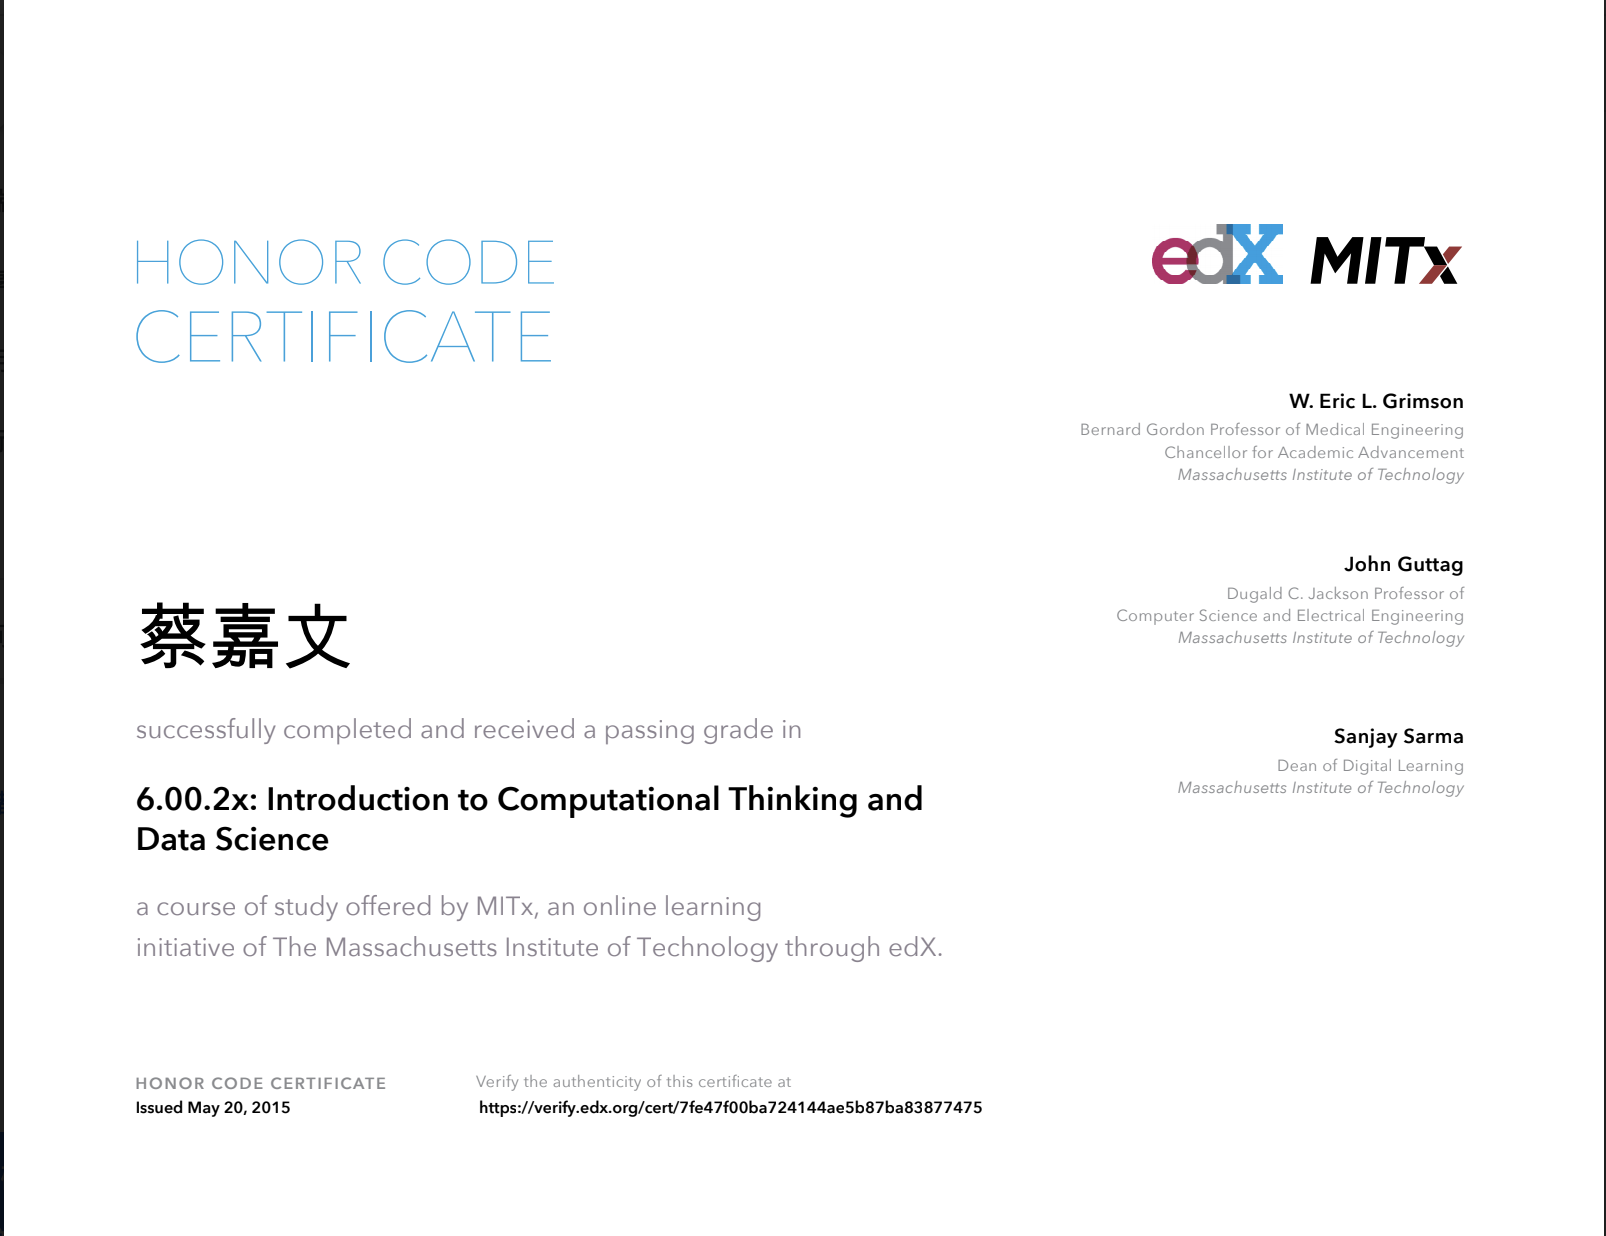 HONOR CODE
CERTIFICATE
edX MITx
W. Eric L. Grimson
Bernard Gordon Professor of Medical Engineering
Chancellor for Academic Advancement
Massachusetts Institute of Technology
John Guttag
Dugald C. Jackson Professor of
Computer Science and Electrical Engineering
Massachusetts Institute of Technology
Sanjay Sarma
Dean of Digital Learning
Massachusetts Institute of Technology
蔡嘉文
successfully completed and received a passing grade in
6.00.2x: Introduction to Computational Thinking and
Data Science
a course of study offered by MITx, an online learning
initiative of The Massachusetts Institute of Technology through edX.
HONOR CODE CERTIFICATE
Issued May 20, 2015
Verify the authenticity of this certificate at
https://verify.edx.org/cert/7fe47f00ba724144ae5b87ba83877475